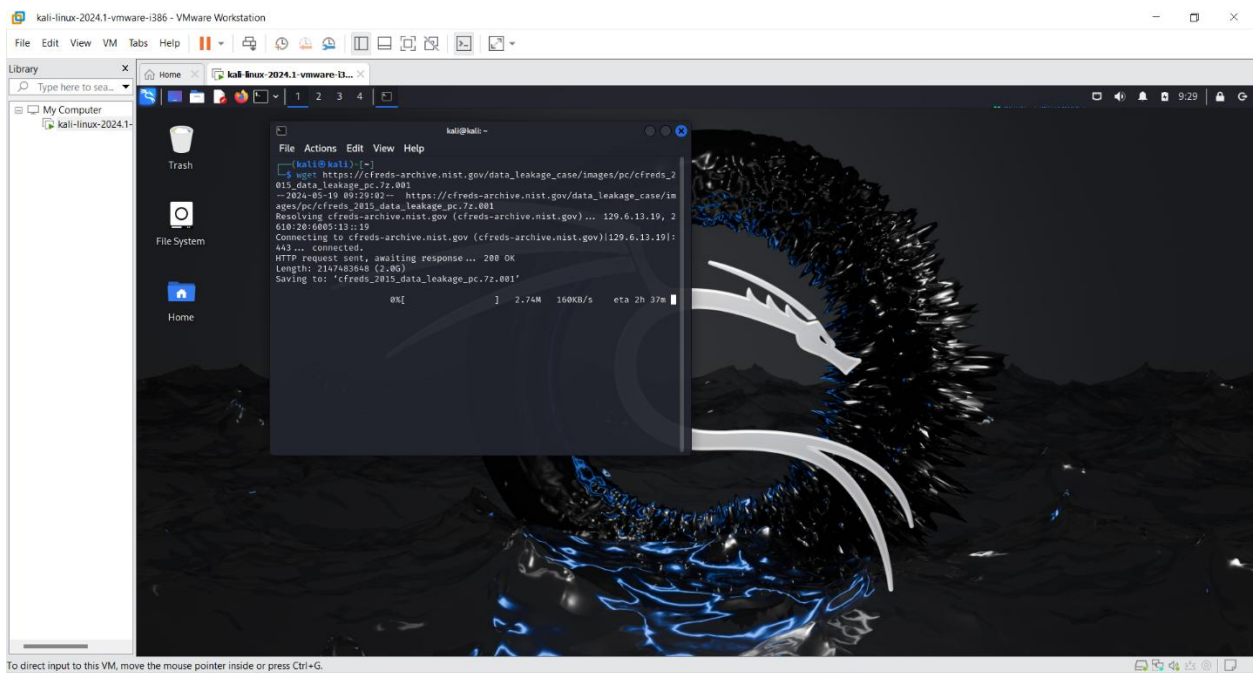 kali-linux-2024.1-vmware-i386 - VMware Workstation
File Edit View VM Tabs Help
Library x
Home kali-linux-2024.1-vmware-i3...
Type here to sea...
1 2 3 4
9:29
My Computer
kali-linux-2024.1-
Trash
File System
Home
kali@kali: ~
File Actions Edit View Help
(kali㉿kali)-[~]
$ wget https://cfreds-archive.nist.gov/data_leakage_case/images/pc/cfreds_2
015_data_leakage_pc.7z.001
--2024-05-19 09:29:02-- https://cfreds-archive.nist.gov/data_leakage_case/im
ages/pc/cfreds_2015_data_leakage_pc.7z.001
Resolving cfreds-archive.nist.gov (cfreds-archive.nist.gov)... 129.6.13.19, 2
610:20:6005:13::19
Connecting to cfreds-archive.nist.gov (cfreds-archive.nist.gov)|129.6.13.19|:
443... connected.
HTTP request sent, awaiting response... 200 OK
Length: 2147483648 (2.0G)
Saving to: ‘cfreds_2015_data_leakage_pc.7z.001’
0%[ ] 2.74M 160KB/s eta 2h 37m
To direct input to this VM, move the mouse pointer inside or press Ctrl+G.